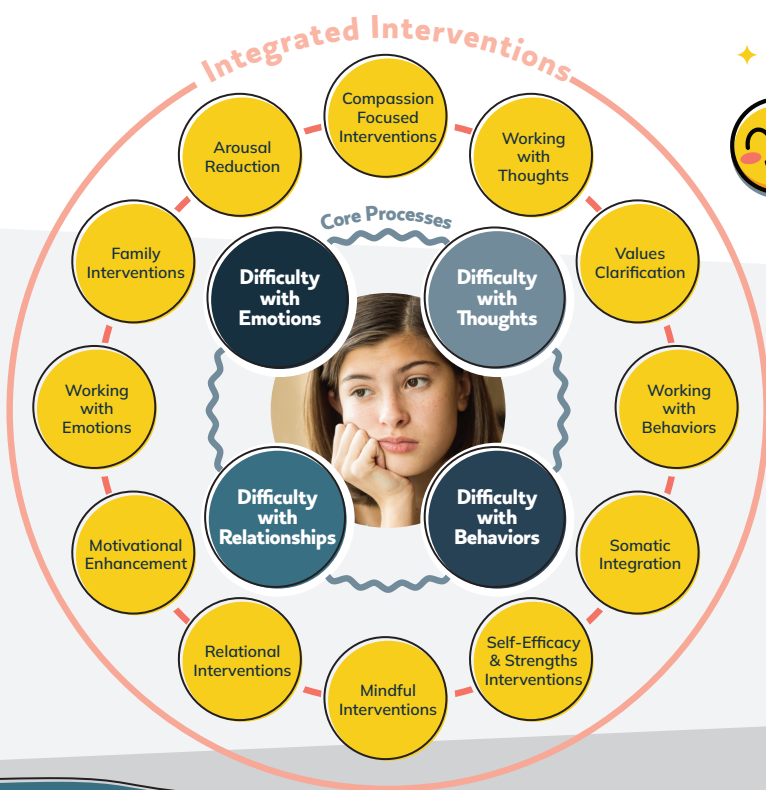 Integrated Interventions
Compassion
Focused
Interventions
Working
with
Thoughts
Values
Clarification
Working
with
Behaviors
Somatic
Integration
Self-Efficacy
& Strengths
Interventions
Mindful
Interventions
Relational
Interventions
Motivational
Enhancement
Working
with
Emotions
Family
Interventions
Arousal
Reduction
Core Processes
Difficulty
with
Emotions
Difficulty
with
Thoughts
Difficulty
with
Relationships
Difficulty
with
Behaviors